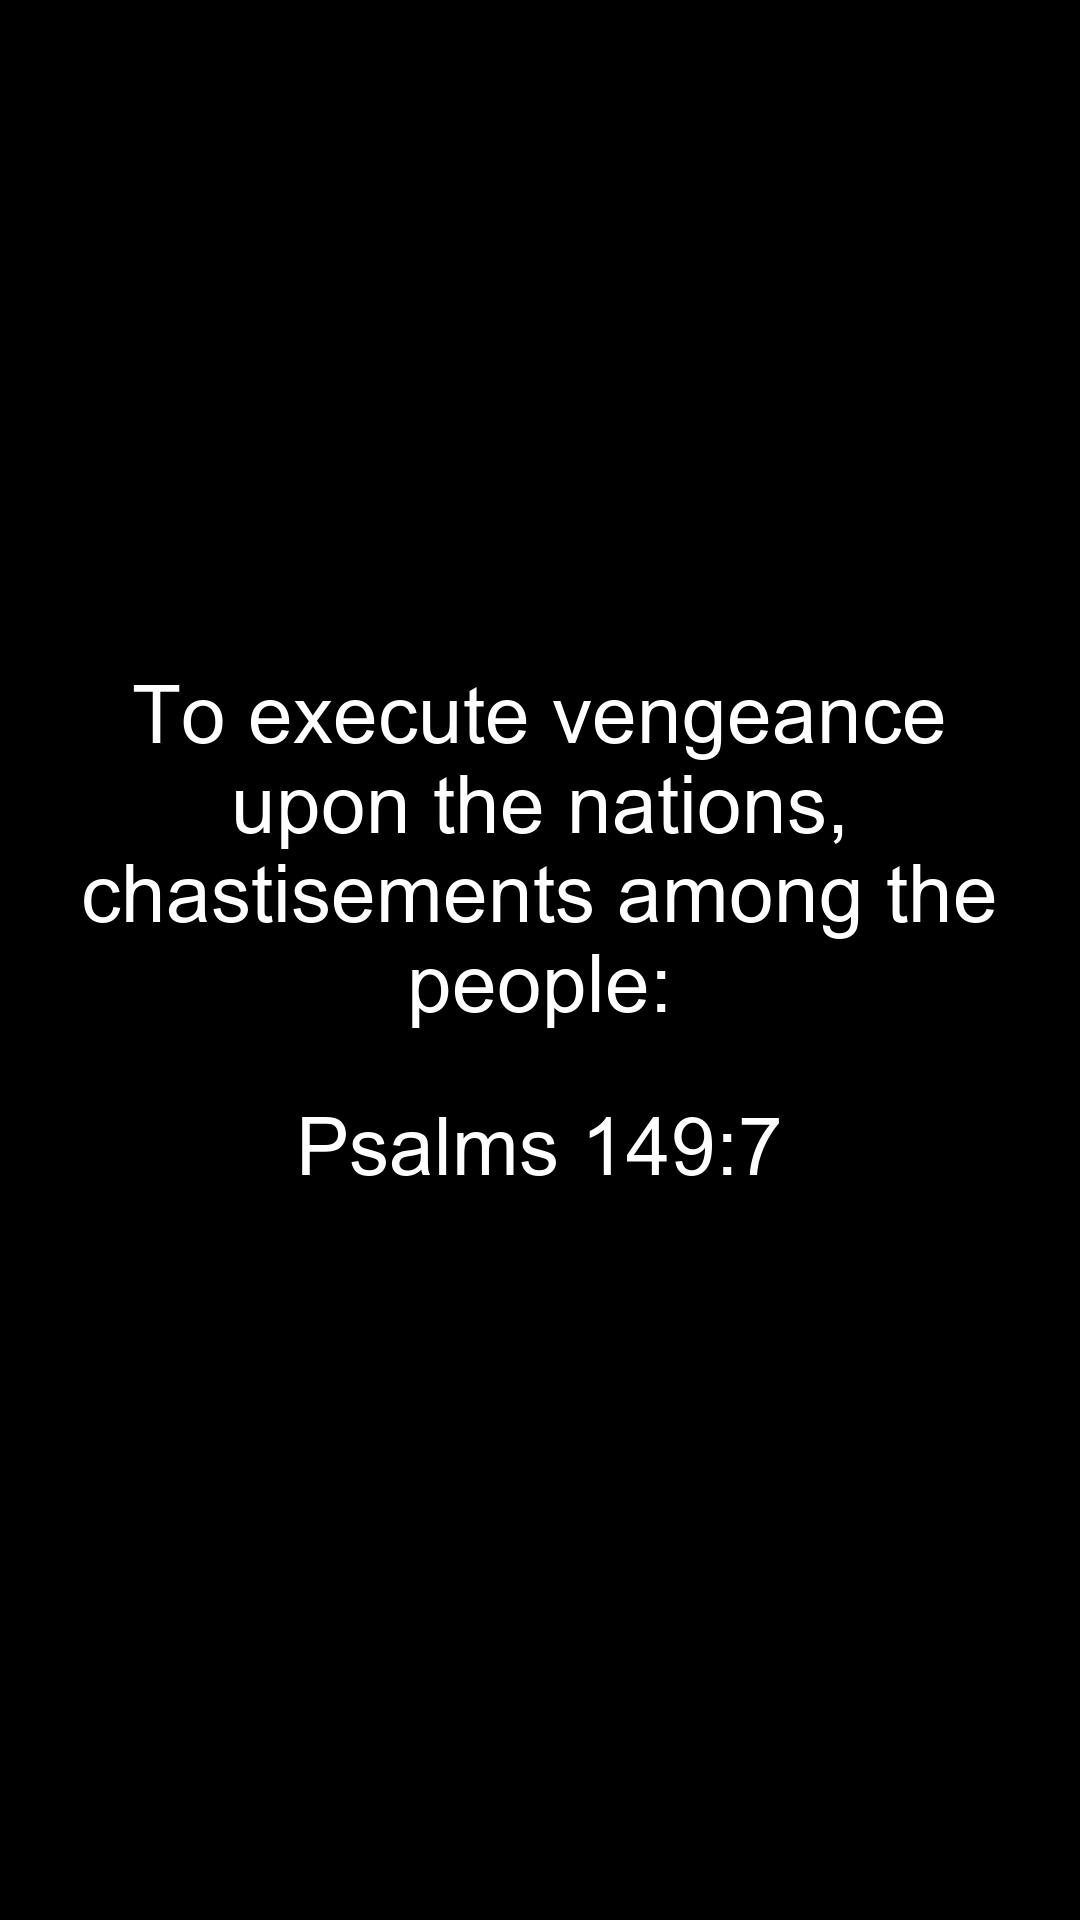 To execute vengeance
upon the nations,
chastisements among the
people:
Psalms 149:7